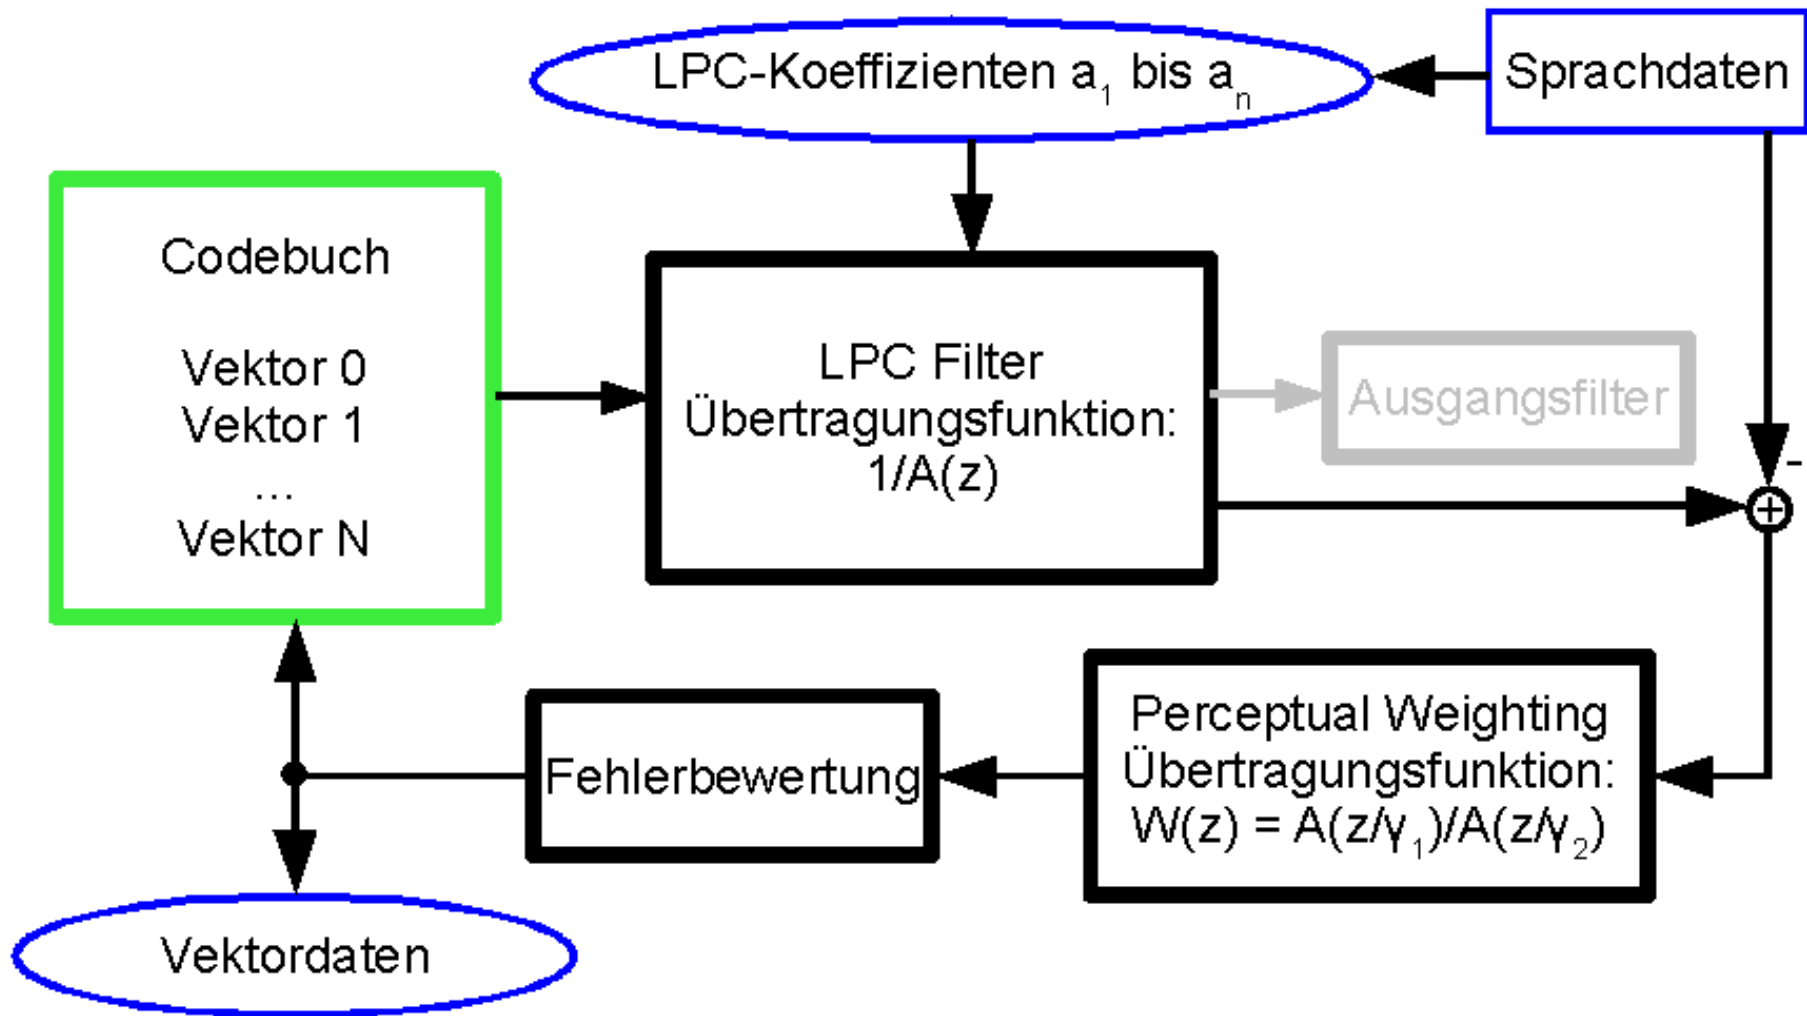 LPC-Koeffizienten a₁ bis aₙ
Sprachdaten
Codebuch
Vektor 0
Vektor 1
...
Vektor N
LPC Filter
Übertragungsfunktion:
1/A(z)
Ausgangsfilter
-
+
Perceptual Weighting
Übertragungsfunktion:
W(z) = A(z/γ₁)/A(z/γ₂)
Fehlerbewertung
Vektordaten